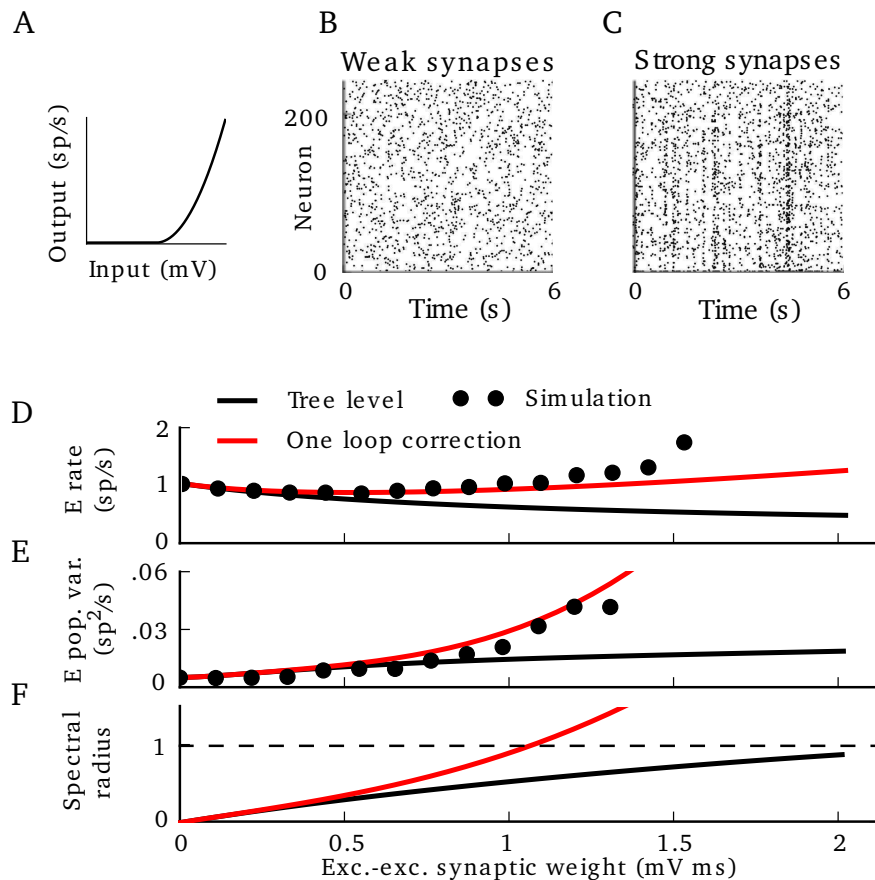 A
Output (sp/s)
Input (mV)
B
Weak synapses
200
Neuron
0
0
6
Time (s)
C
Strong synapses
0
6
Time (s)
Tree level
Simulation
One loop correction
D
2
1
0
E rate
(sp/s)
E
.06
.03
0
E pop. var.
(sp²/s)
F
1
0
Spectral
radius
0
0.5
1
1.5
2
Exc.-exc. synaptic weight (mV ms)